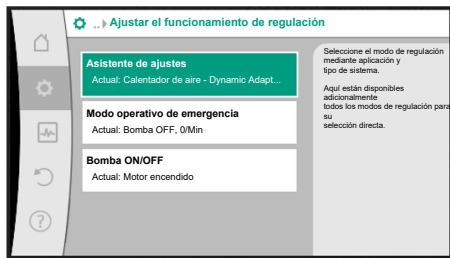 ..▸ Ajustar el funcionamiento de regulación
Asistente de ajustes
Actual: Calentador de aire - Dynamic Adapt...
Modo operativo de emergencia
Actual: Bomba OFF, 0/Min
Bomba ON/OFF
Actual: Motor encendido
Seleccione el modo de regulación
mediante aplicación y
tipo de sistema.
Aquí están disponibles
adicionalmente
todos los modos de regulación para
su
selección directa.
?